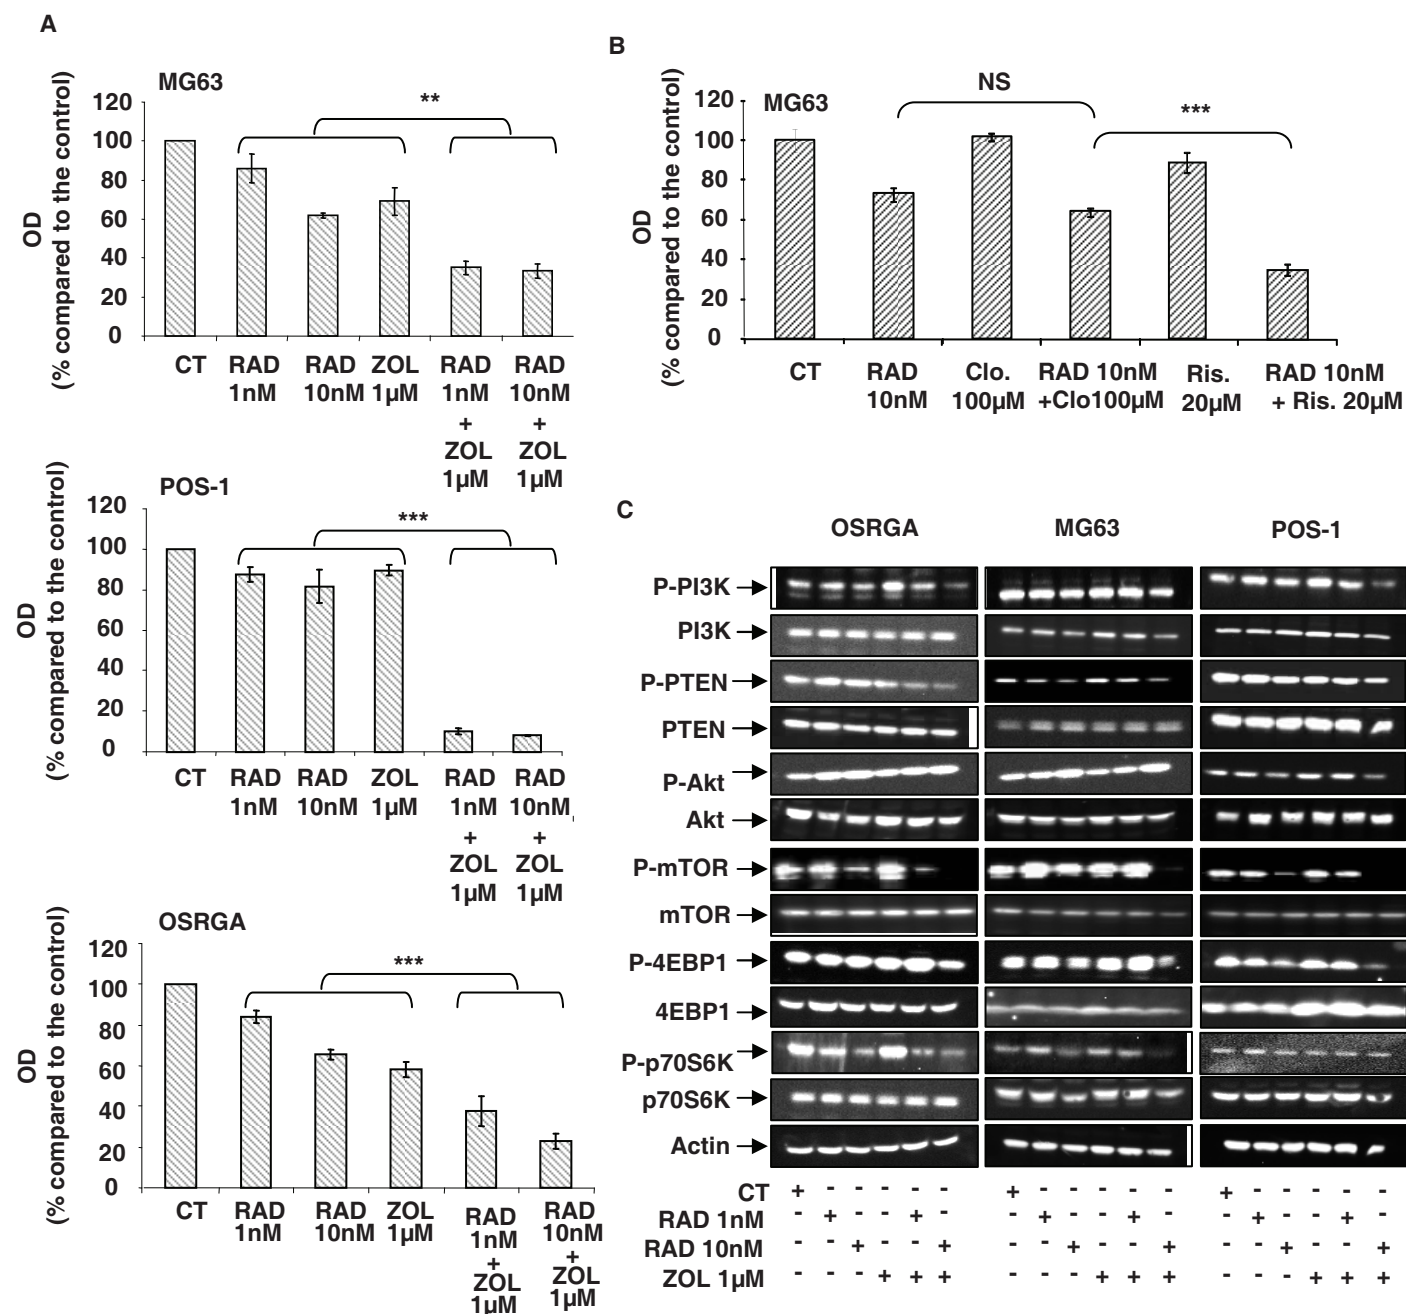 A
MG63
**
OD
(% compared to the control)
120
100
80
60
40
20
0
CT RAD RAD ZOL RAD RAD
1nM 10nM 1µM 1nM 10nM
+ +
ZOL ZOL
1µM 1µM
POS-1
***
OD
(% compared to the control)
120
100
80
60
40
20
0
CT RAD RAD ZOL RAD RAD
1nM 10nM 1µM 1nM 10nM
+ +
ZOL ZOL
1µM 1µM
OSRGA
***
OD
(% compared to the control)
120
100
80
60
40
20
0
CT RAD RAD ZOL RAD RAD
1nM 10nM 1µM 1nM 10nM
+ +
ZOL ZOL
1µM 1µM
B
MG63
NS
***
OD
(% compared to the control)
120
100
80
60
40
20
0
CT RAD Clo. RAD 10nM Ris. RAD 10nM
10nM 100µM +Clo100µM 20µM + Ris. 20µM
C
OSRGA MG63 POS-1
P-PI3K
PI3K
P-PTEN
PTEN
P-Akt
Akt
P-mTOR
mTOR
P-4EBP1
4EBP1
P-p70S6K
p70S6K
Actin
CT + - - - - - + - - - - - + - - - - -
RAD 1nM - + - - + - - + - - + - - + - - + -
RAD 10nM - - + - - + - - + - - + - - + - - +
ZOL 1µM - - - + + + - - - + + + - - - + + +